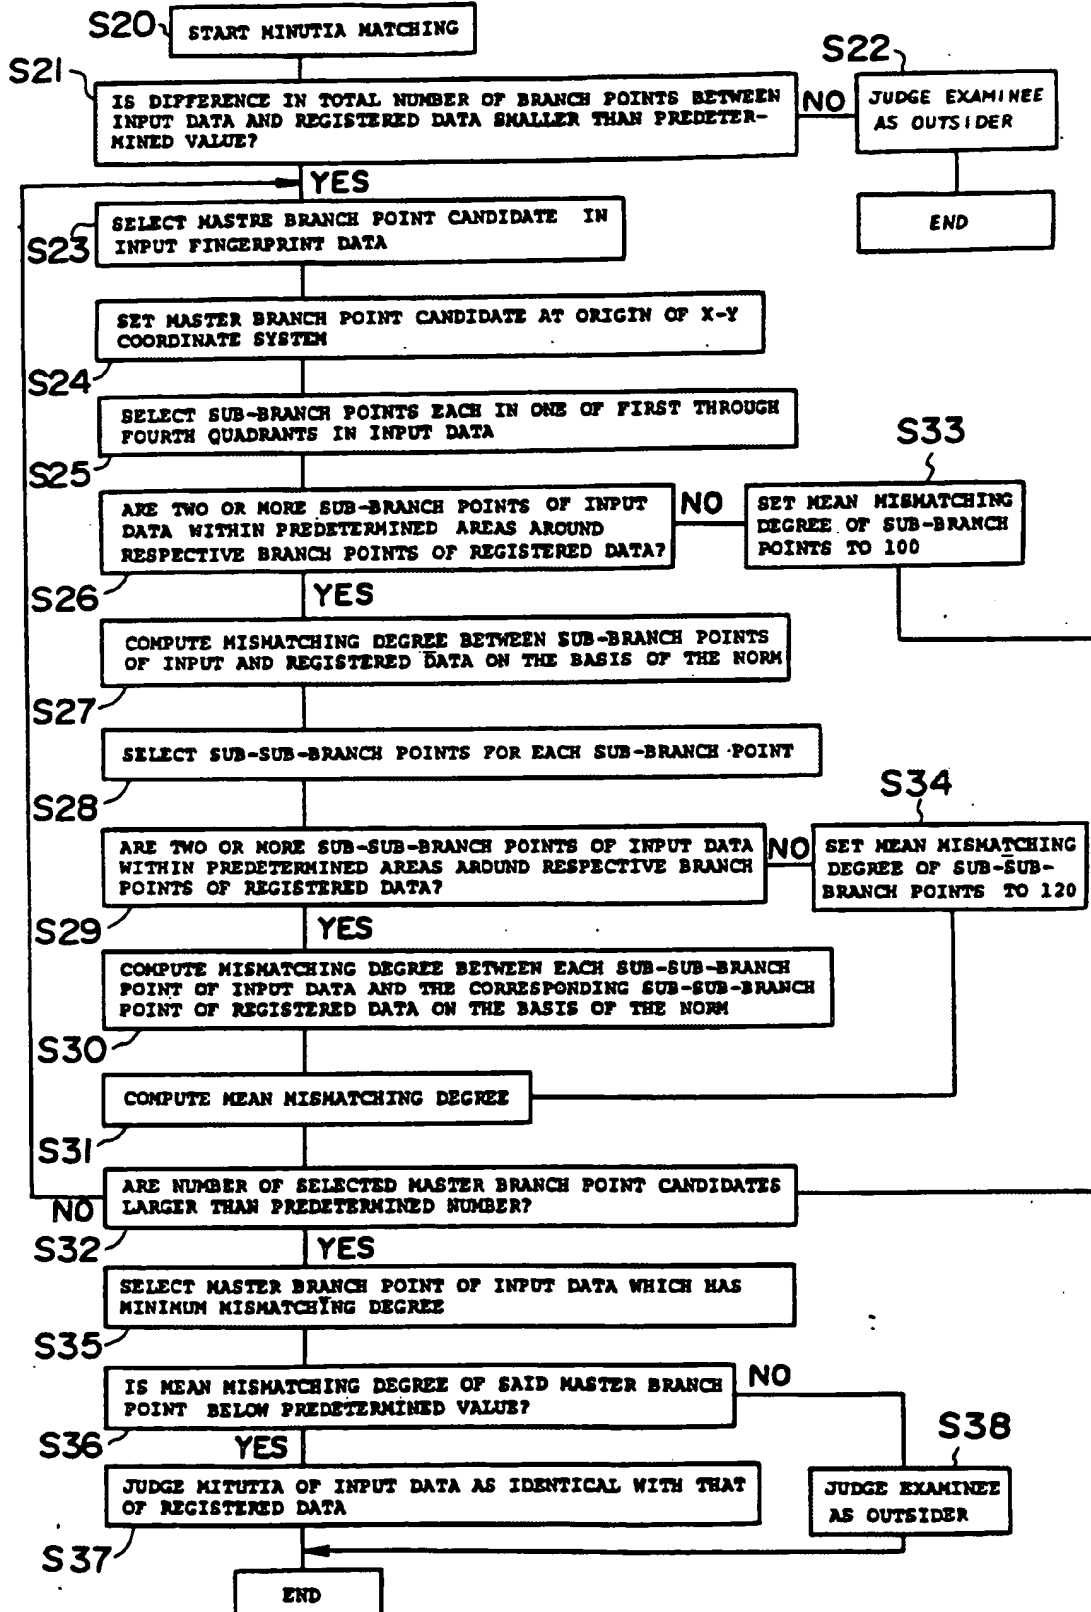 S20
START MINUTIA MATCHING
S21
IS DIFFERENCE IN TOTAL NUMBER OF BRANCH POINTS BETWEEN
INPUT DATA AND REGISTERED DATA SMALLER THAN PREDETER-
MINED VALUE?
NO
S22
JUDGE EXAMINEE
AS OUTSIDER
END
YES
S23
SELECT MASTRE BRANCH POINT CANDIDATE IN
INPUT FINGERPRINT DATA
SET MASTER BRANCH POINT CANDIDATE AT ORIGIN OF X-Y
COORDINATE SYSTEM
S24
SELECT SUB-BRANCH POINTS EACH IN ONE OF FIRST THROUGH
FOURTH QUADRANTS IN INPUT DATA
S25
ARE TWO OR MORE SUB-BRANCH POINTS OF INPUT
DATA WITHIN PREDETERMINED AREAS AROUND
RESPECTIVE BRANCH POINTS OF REGISTERED DATA?
NO
S33
SET MEAN MISMATCHING
DEGREE OF SUB-BRANCH
POINTS TO 100
S26
YES
COMPUTE MISMATCHING DEGREE BETWEEN SUB-BRANCH POINTS
OF INPUT AND REGISTERED DATA ON THE BASIS OF THE NORM
S27
SELECT SUB-SUB-BRANCH POINTS FOR EACH SUB-BRANCH POINT
S28
ARE TWO OR MORE SUB-SUB-BRANCH POINTS OF INPUT DATA
WITHIN PREDETERMINED AREAS AROUND RESPECTIVE BRANCH
POINTS OF REGISTERED DATA?
NO
S34
SET MEAN MISMATCHING
DEGREE OF SUB-SUB-
BRANCH POINTS TO 120
S29
YES
COMPUTE MISMATCHING DEGREE BETWEEN EACH SUB-SUB-BRANCH
POINT OF INPUT DATA AND THE CORRESPONDING SUB-SUB-BRANCH
POINT OF REGISTERED DATA ON THE BASIS OF THE NORM
S30
COMPUTE MEAN MISMATCHING DEGREE
S31
ARE NUMBER OF SELECTED MASTER BRANCH POINT CANDIDATES
LARGER THAN PREDETERMINED NUMBER?
NO
S32
YES
SELECT MASTER BRANCH POINT OF INPUT DATA WHICH HAS
MINIMUM MISMATCHING DEGREE
S35
IS MEAN MISMATCHING DEGREE OF SAID MASTER BRANCH
POINT BELOW PREDETERMINED VALUE?
NO
S36
YES
S38
JUDGE EXAMINEE
AS OUTSIDER
JUDGE MITUTIA OF INPUT DATA AS IDENTICAL WITH THAT
OF REGISTERED DATA
S37
END